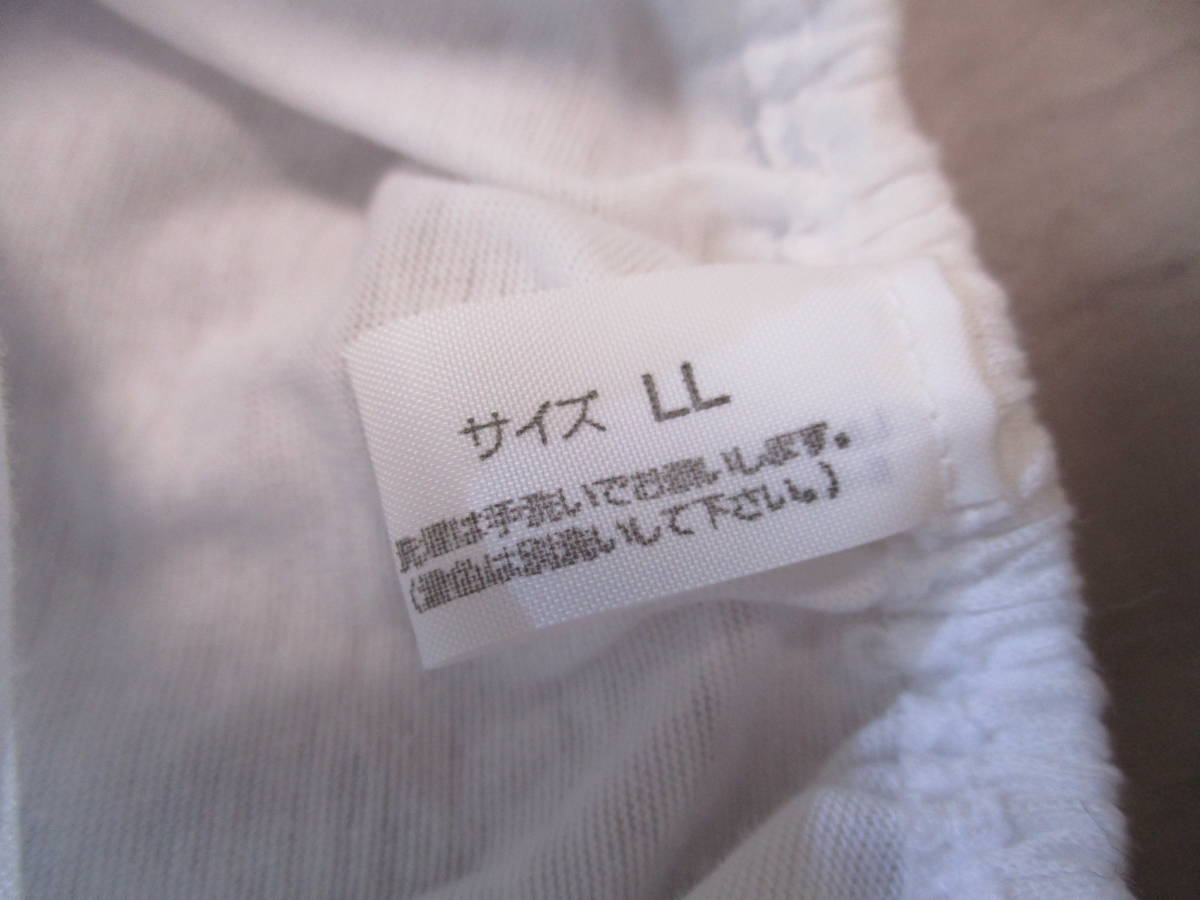 サイズ LL
洗濯は手洗いでお願いします。
(濃色は別洗いして下さい。)